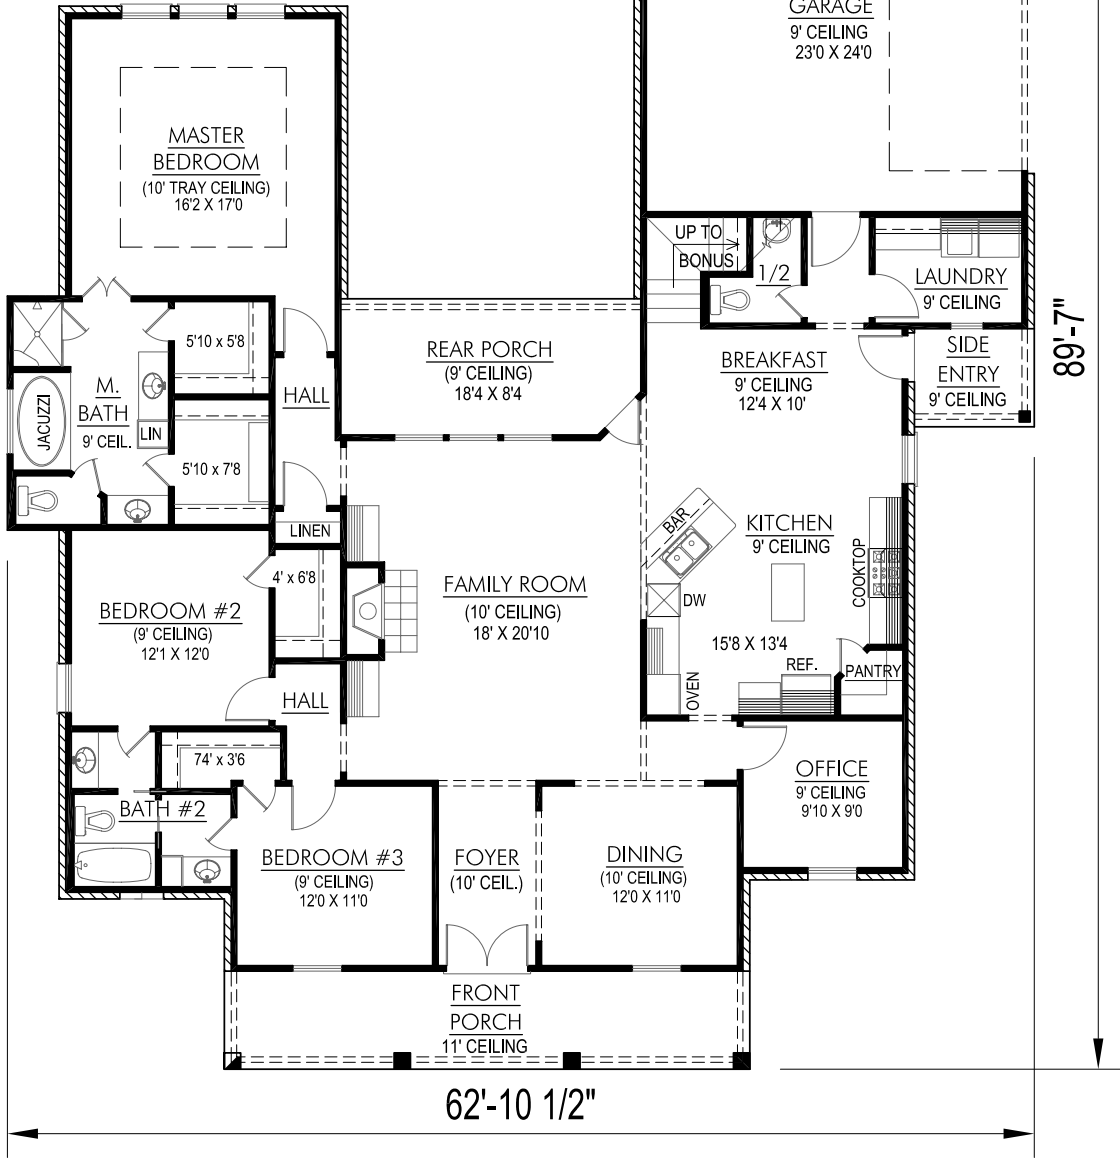 GARAGE
9' CEILING
23'0 X 24'0
MASTER
BEDROOM
(10' TRAY CEILING)
16'2 X 17'0
UP TO
BONUS
1/2
LAUNDRY
9' CEILING
5'10 x 5'8
HALL
REAR PORCH
(9' CEILING)
18'4 X 8'4
BREAKFAST
9' CEILING
12'4 X 10'
SIDE
ENTRY
9' CEILING
89'-7"
M.
BATH
9' CEIL.
JACUZZI
LIN
5'10 x 7'8
LINEN
BAR
KITCHEN
9' CEILING
COOKTOP
DW
15'8 X 13'4
REF.
PANTRY
OVEN
4' x 6'8
FAMILY ROOM
(10' CEILING)
18' X 20'10
BEDROOM #2
(9' CEILING)
12'1 X 12'0
HALL
74' x 3'6
OFFICE
9' CEILING
9'10 X 9'0
BATH #2
BEDROOM #3
(9' CEILING)
12'0 X 11'0
FOYER
(10' CEIL.)
DINING
(10' CEILING)
12'0 X 11'0
FRONT
PORCH
11' CEILING
62'-10 1/2"